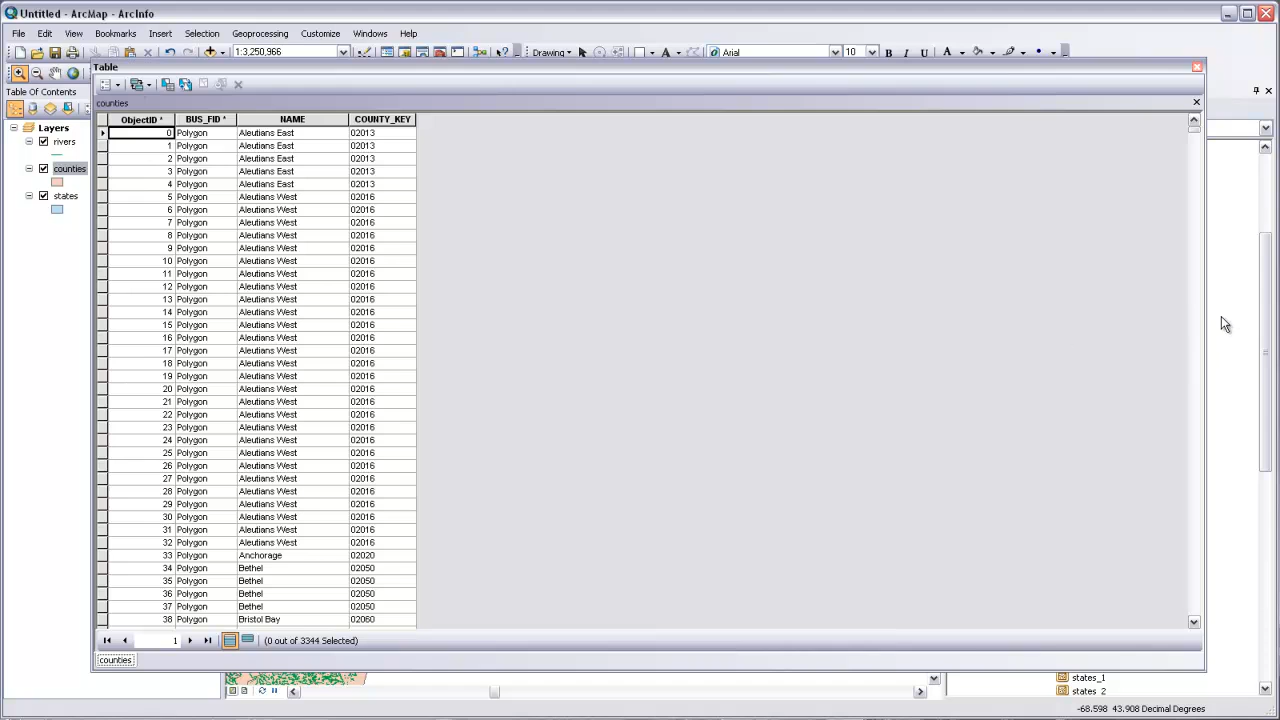 Untitled - ArcMap - ArcInfo
File Edit View Bookmarks Insert Selection Geoprocessing Customize Windows Help
1:3,250,966 Drawing Arial 10 B I U A
Table
Table Of Contents
counties
Layers
rivers
counties
states
ObjectID * BUS_FID * NAME COUNTY_KEY
0 Polygon Aleutians East 02013
1 Polygon Aleutians East 02013
2 Polygon Aleutians East 02013
3 Polygon Aleutians East 02013
4 Polygon Aleutians East 02013
5 Polygon Aleutians West 02016
6 Polygon Aleutians West 02016
7 Polygon Aleutians West 02016
8 Polygon Aleutians West 02016
9 Polygon Aleutians West 02016
10 Polygon Aleutians West 02016
11 Polygon Aleutians West 02016
12 Polygon Aleutians West 02016
13 Polygon Aleutians West 02016
14 Polygon Aleutians West 02016
15 Polygon Aleutians West 02016
16 Polygon Aleutians West 02016
17 Polygon Aleutians West 02016
18 Polygon Aleutians West 02016
19 Polygon Aleutians West 02016
20 Polygon Aleutians West 02016
21 Polygon Aleutians West 02016
22 Polygon Aleutians West 02016
23 Polygon Aleutians West 02016
24 Polygon Aleutians West 02016
25 Polygon Aleutians West 02016
26 Polygon Aleutians West 02016
27 Polygon Aleutians West 02016
28 Polygon Aleutians West 02016
29 Polygon Aleutians West 02016
30 Polygon Aleutians West 02016
31 Polygon Aleutians West 02016
32 Polygon Aleutians West 02016
33 Polygon Anchorage 02020
34 Polygon Bethel 02050
35 Polygon Bethel 02050
36 Polygon Bethel 02050
37 Polygon Bethel 02050
38 Polygon Bristol Bay 02060
1 (0 out of 3344 Selected)
counties
states_1
states_2
-68.598 43.908 Decimal Degrees